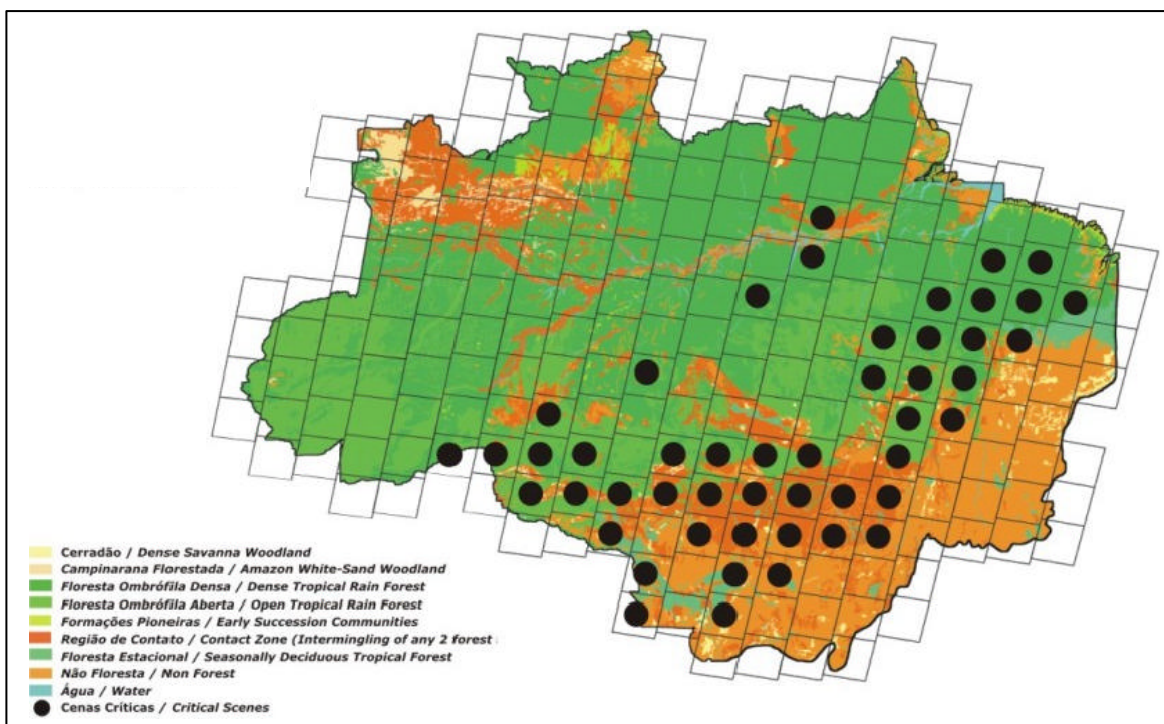 Cerradão / Dense Savanna Woodland
Campinarana Florestada / Amazon White-Sand Woodland
Floresta Ombrófila Densa / Dense Tropical Rain Forest
Floresta Ombrófila Aberta / Open Tropical Rain Forest
Formações Pioneiras / Early Succession Communities
Região de Contato / Contact Zone (Intermingling of any 2 forest
Floresta Estacional / Seasonally Deciduous Tropical Forest
Não Floresta / Non Forest
Água / Water
Cenas Críticas / Critical Scenes